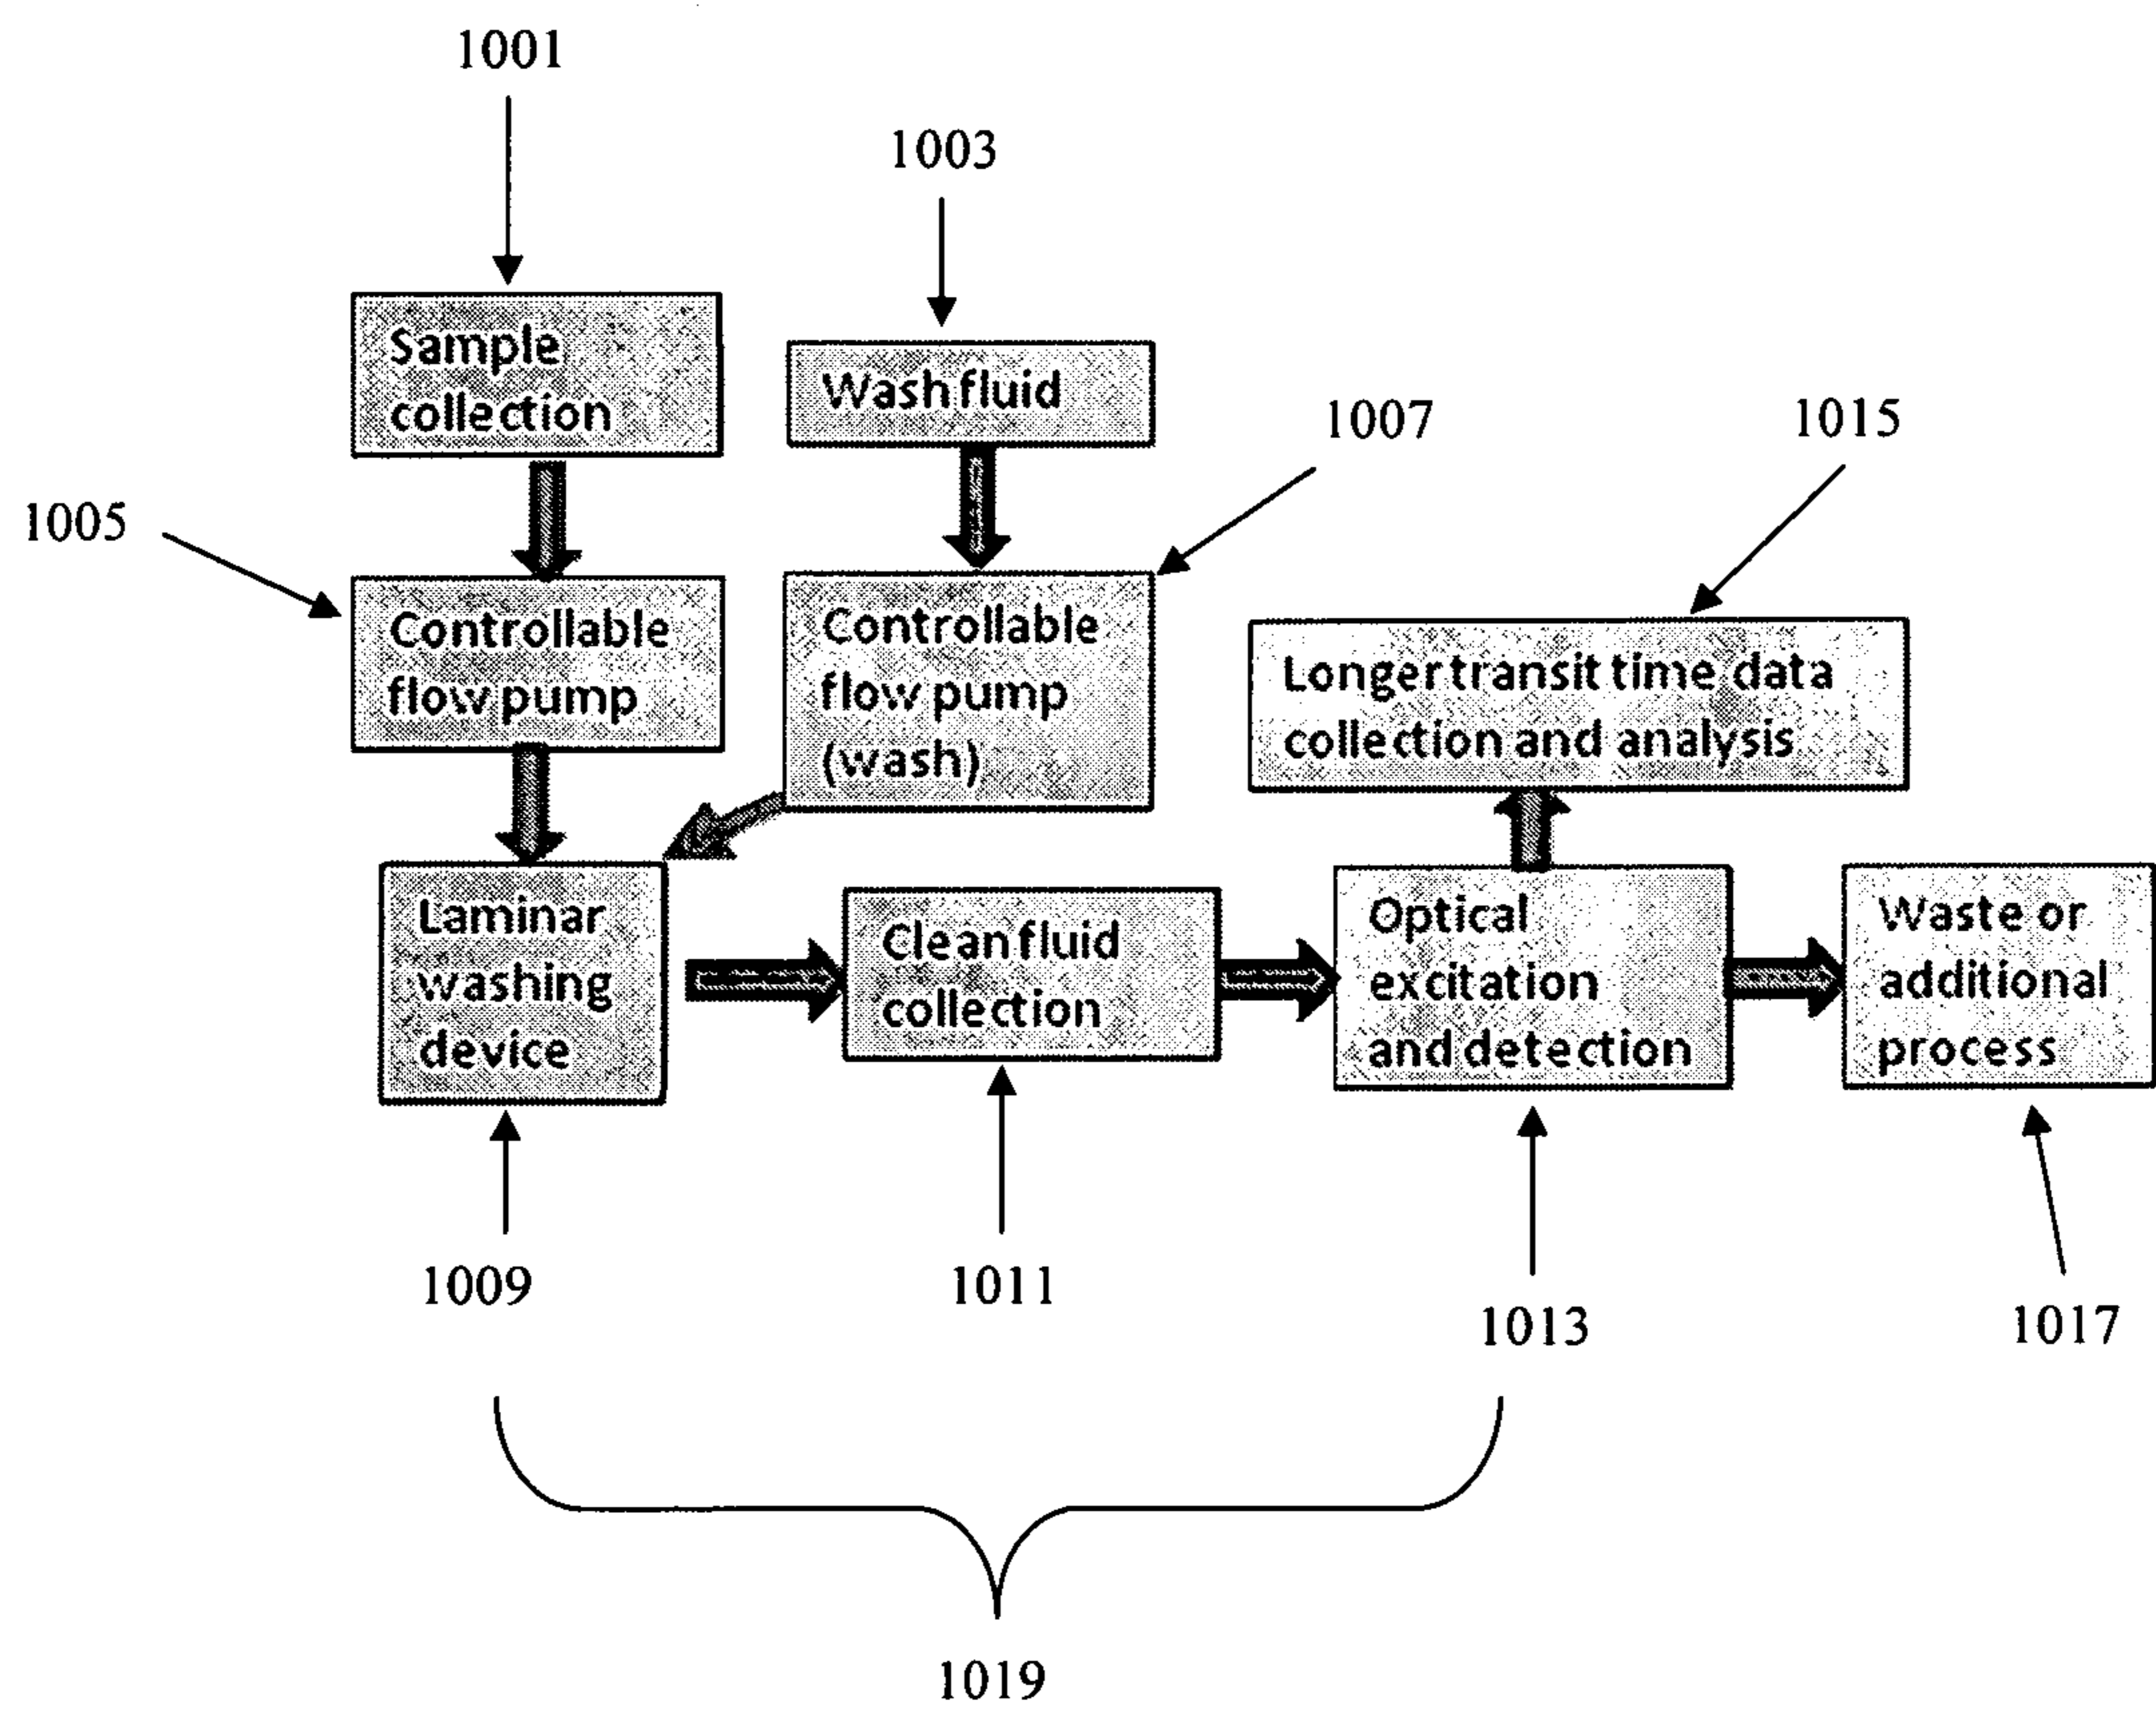 1001
1003
Sample
collection
Wash fluid
1007
1015
1005
Controllable
flow pump
Controllable
flow pump
(wash)
Longer transit time data
collection and analysis
Laminar
washing
device
Clean fluid
collection
Optical
excitation
and detection
Waste or
additional
process
1009
1011
1013
1017
1019